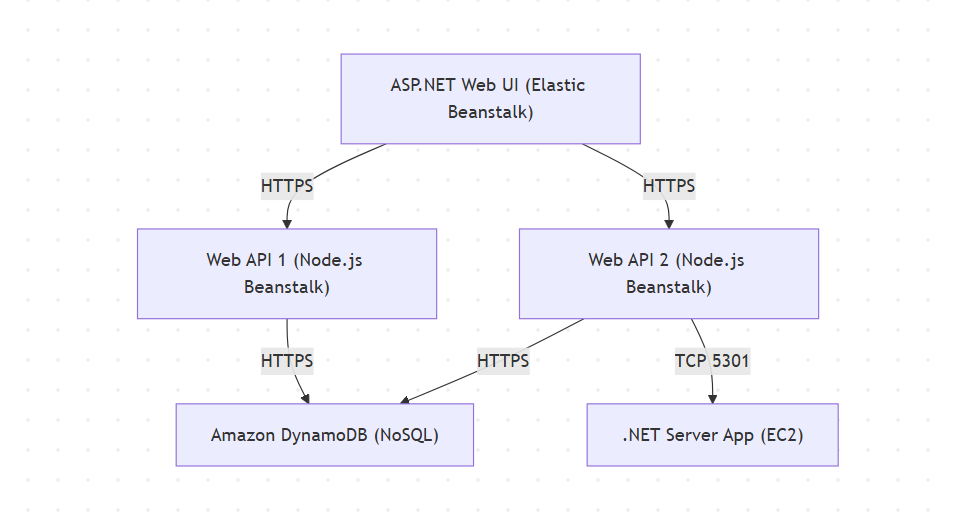 ASP.NET Web UI (Elastic
Beanstalk)
HTTPS
HTTPS
Web API 1 (Node.js
Beanstalk)
Web API 2 (Node.js
Beanstalk)
HTTPS
HTTPS
TCP 5301
Amazon DynamoDB (NoSQL)
.NET Server App (EC2)